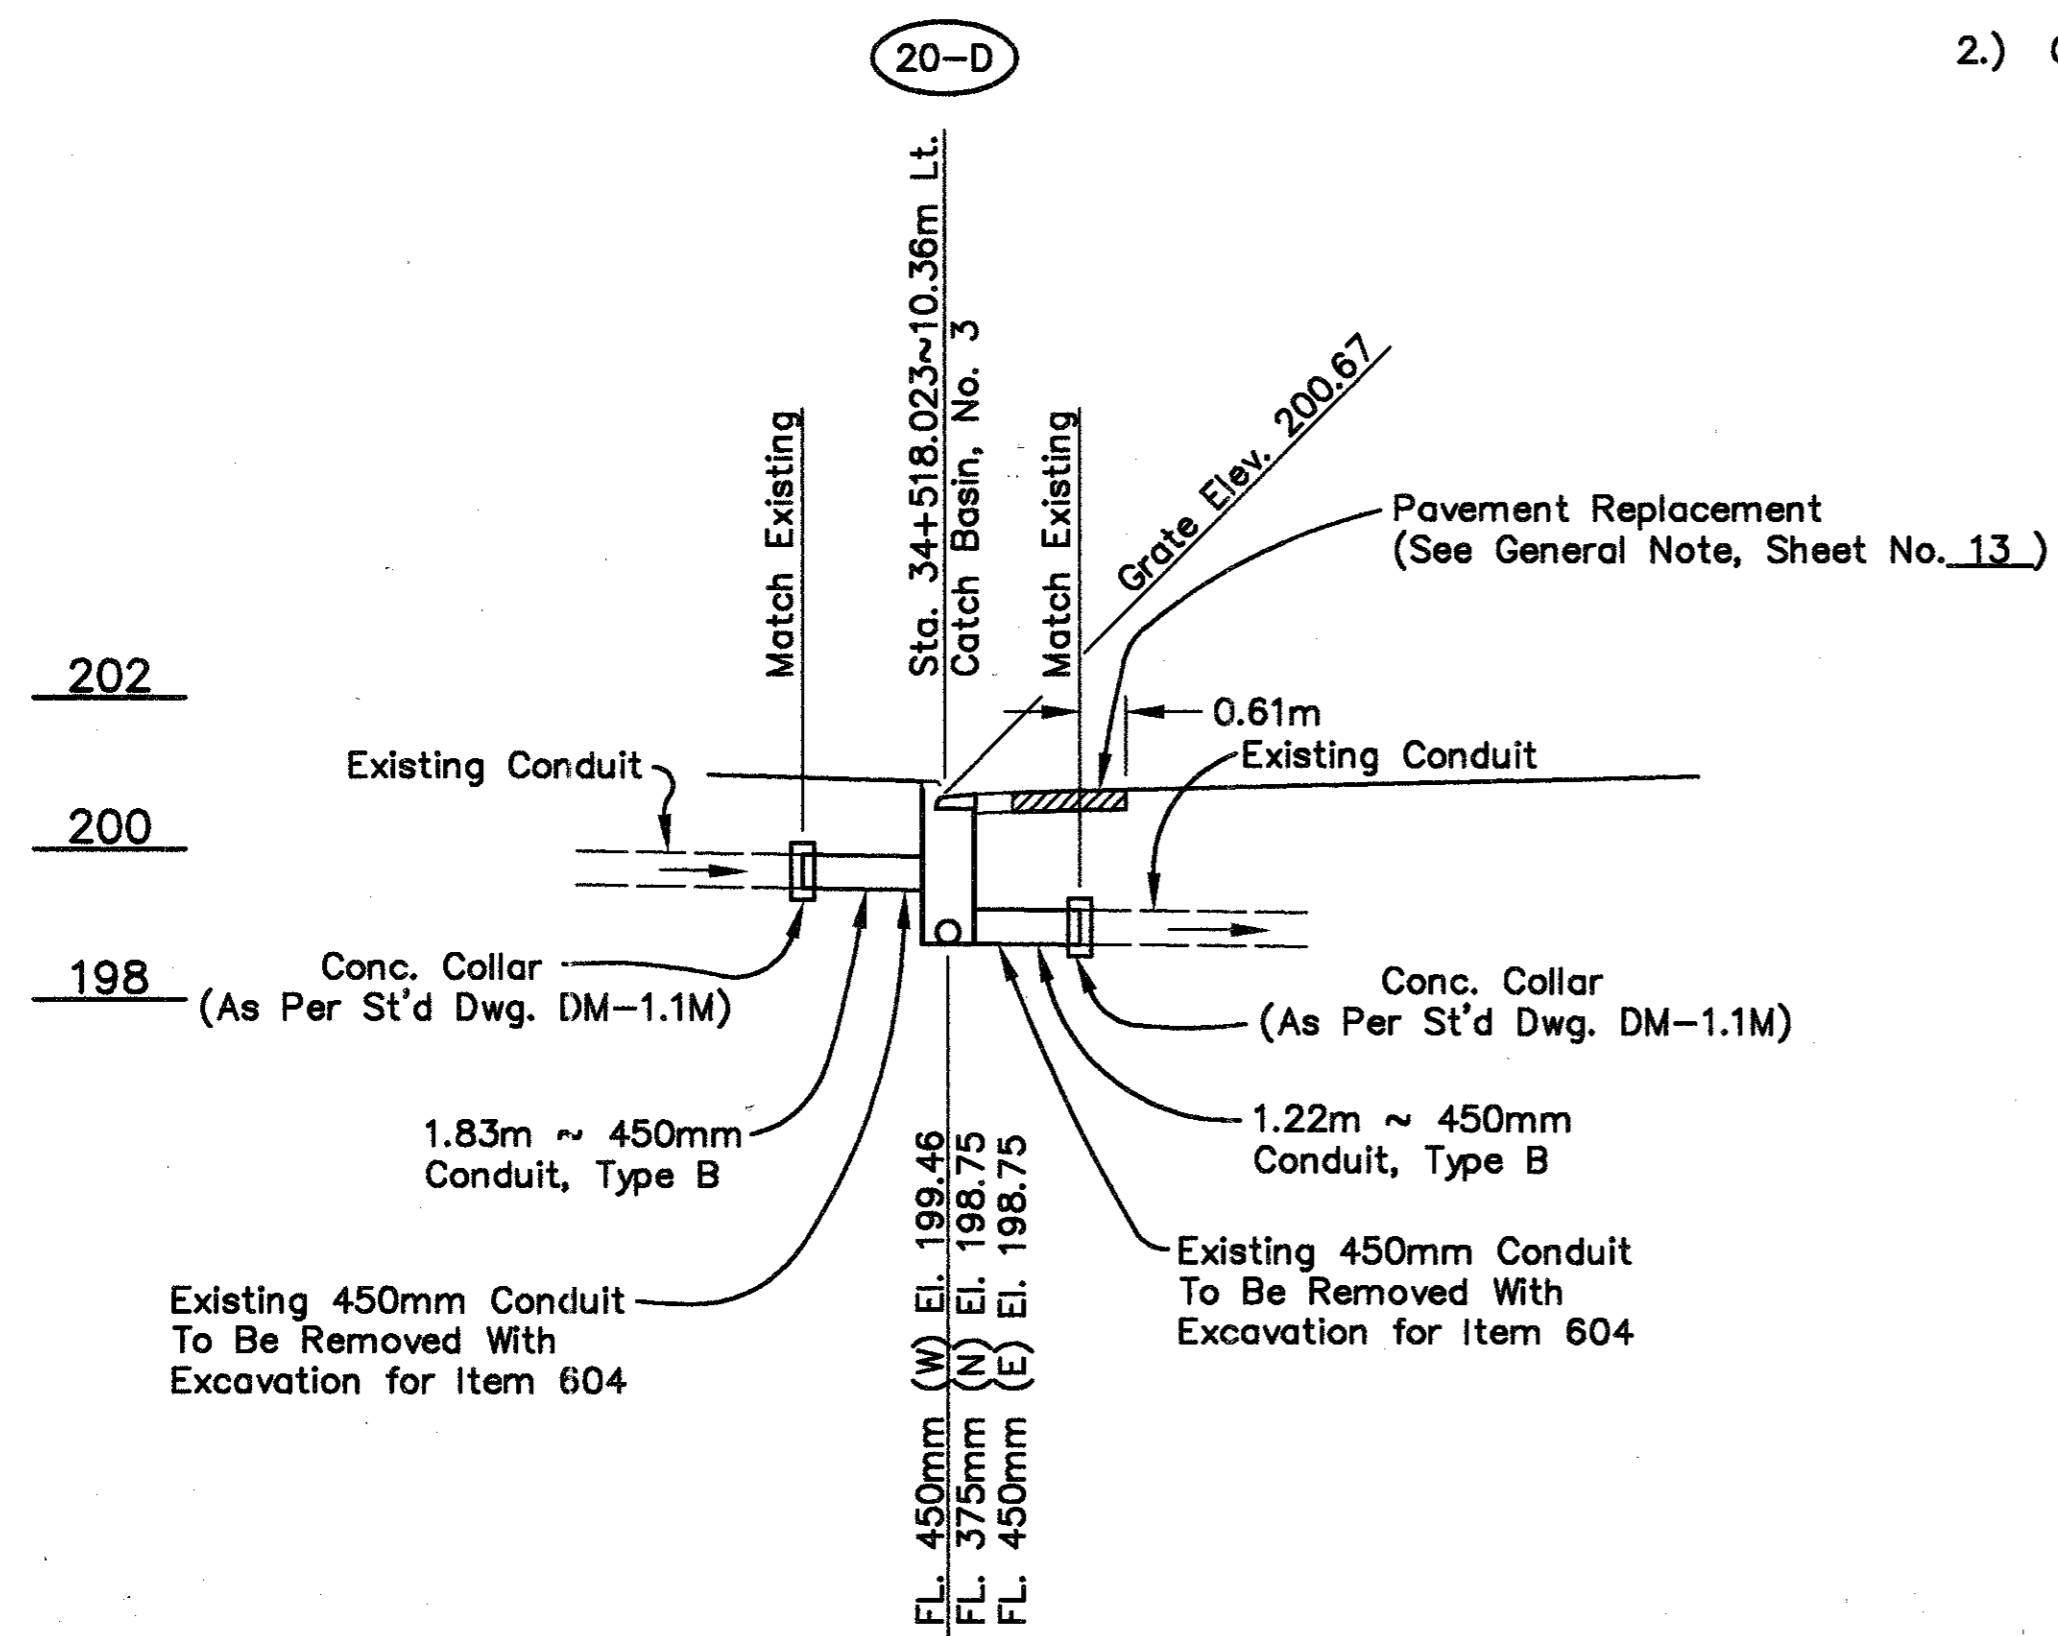 20-D
2.)
Sta. 34+518.023~10.36m Lt.
Catch Basin, No. 3
Match Existing
Match Existing
Grate Elev. 200.67
Pavement Replacement
(See General Note, Sheet No. 13 )
202
0.61m
Existing Conduit
Existing Conduit
200
198
Conc. Collar
(As Per St'd Dwg. DM-1.1M)
Conc. Collar
(As Per St'd Dwg. DM-1.1M)
1.83m ~ 450mm
Conduit, Type B
1.22m ~ 450mm
Conduit, Type B
Existing 450mm Conduit
To Be Removed With
Excavation for Item 604
Existing 450mm Conduit
To Be Removed With
Excavation for Item 604
FL. 450mm (W) El. 199.46
FL. 375mm (N) El. 198.75
FL. 450mm (E) El. 198.75